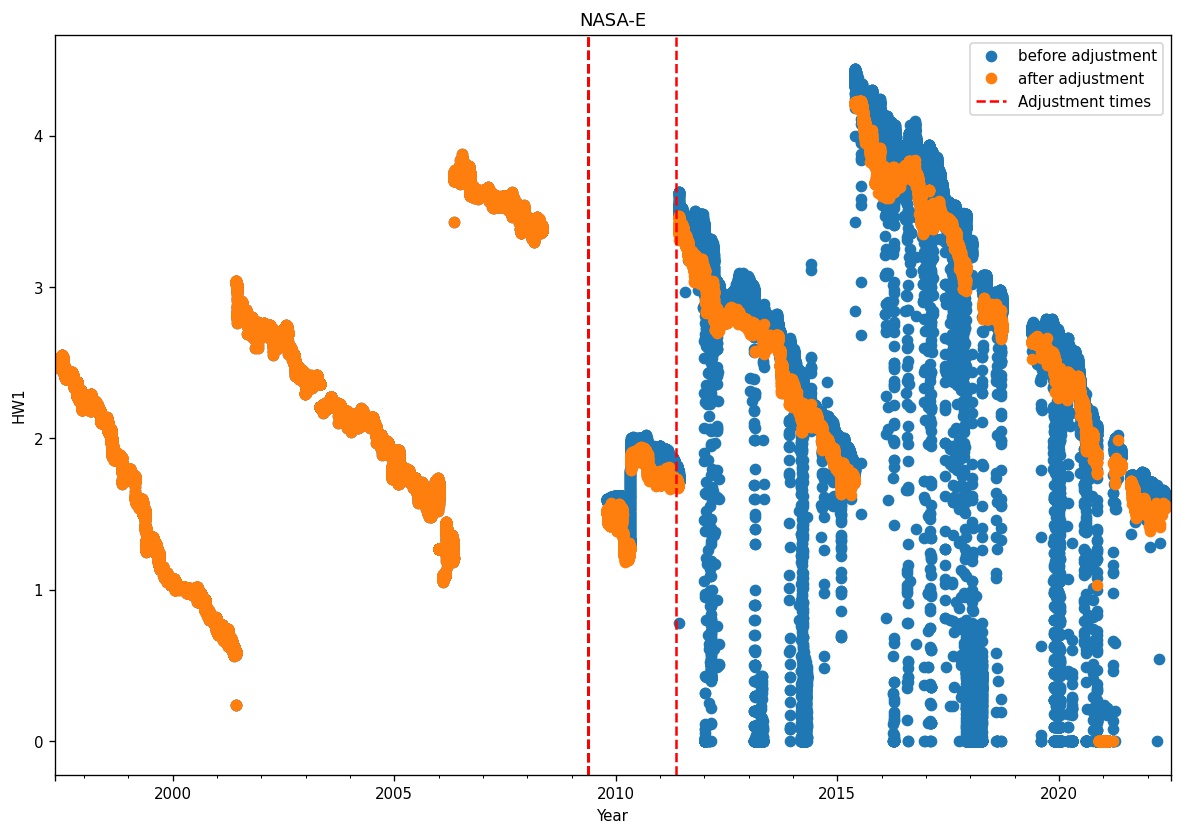 NASA-E
before adjustment
after adjustment
Adjustment times
HW1
4
3
2
1
0
2000 2005 2010 2015 2020
Year